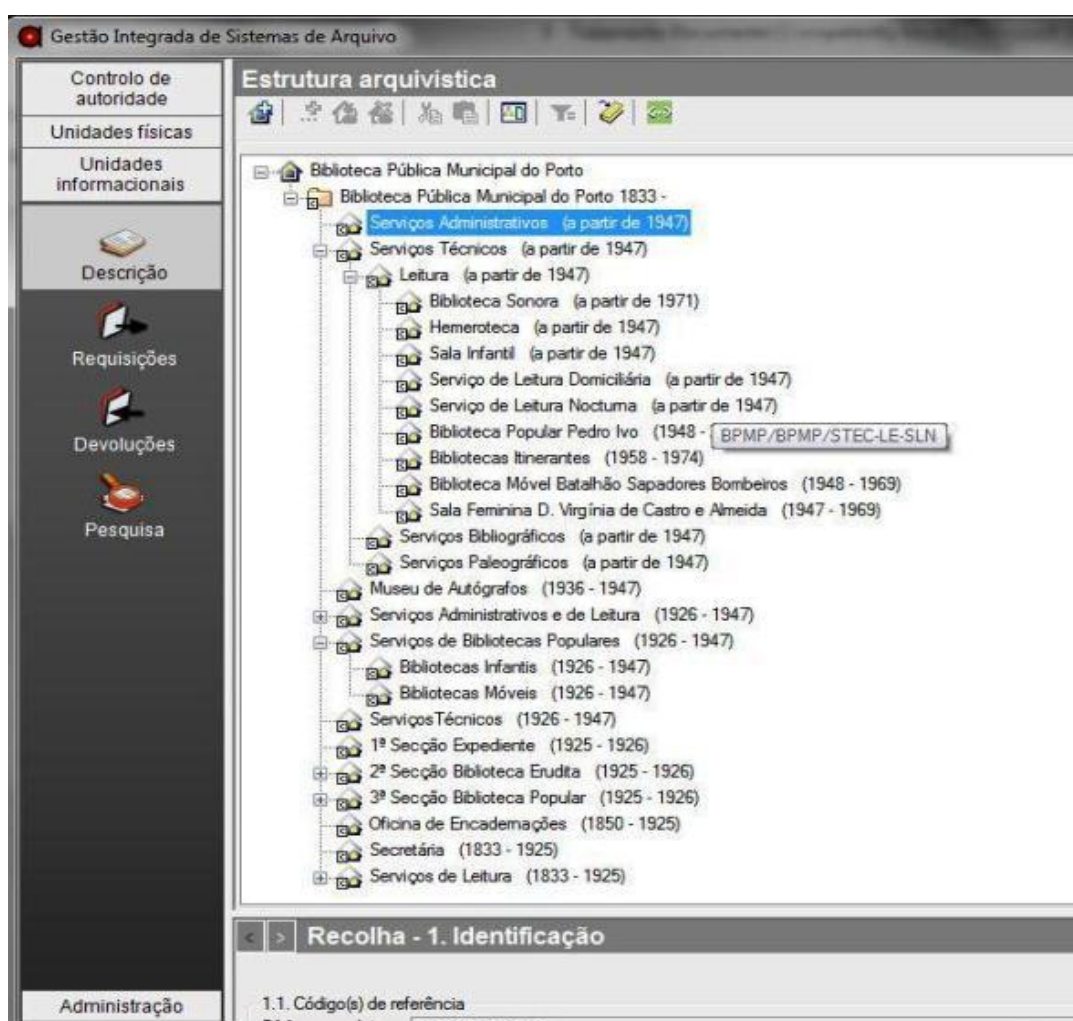 Gestão Integrada de Sistemas de Arquivo
Controlo de
autoridade
Unidades físicas
Unidades
informacionais
Descrição
Requisições
Devoluções
Pesquisa
Administração
Estrutura arquivística
Biblioteca Pública Municipal do Porto
Biblioteca Pública Municipal do Porto 1833 -
Serviços Administrativos (a partir de 1947)
Serviços Técnicos (a partir de 1947)
Leitura (a partir de 1947)
Biblioteca Sonora (a partir de 1971)
Hemeroteca (a partir de 1947)
Sala Infantil (a partir de 1947)
Serviço de Leitura Domiciliária (a partir de 1947)
Serviço de Leitura Nocturna (a partir de 1947)
Biblioteca Popular Pedro Ivo (1948 - BPMP/BPMP/STEC-LE-SLN
Bibliotecas Itinerantes (1958 - 1974)
Biblioteca Móvel Batalhão Sapadores Bombeiros (1948 - 1969)
Sala Feminina D. Virgínia de Castro e Almeida (1947 - 1969)
Serviços Bibliográficos (a partir de 1947)
Serviços Paleográficos (a partir de 1947)
Museu de Autógrafos (1936 - 1947)
Serviços Administrativos e de Leitura (1926 - 1947)
Serviços de Bibliotecas Populares (1926 - 1947)
Bibliotecas Infantis (1926 - 1947)
Bibliotecas Móveis (1926 - 1947)
ServiçosTécnicos (1926 - 1947)
1ª Secção Expediente (1925 - 1926)
2ª Secção Biblioteca Erudita (1925 - 1926)
3ª Secção Biblioteca Popular (1925 - 1926)
Oficina de Encadernações (1850 - 1925)
Secretária (1833 - 1925)
Serviços de Leitura (1833 - 1925)
< > Recolha - 1. Identificação
1.1. Código(s) de referência